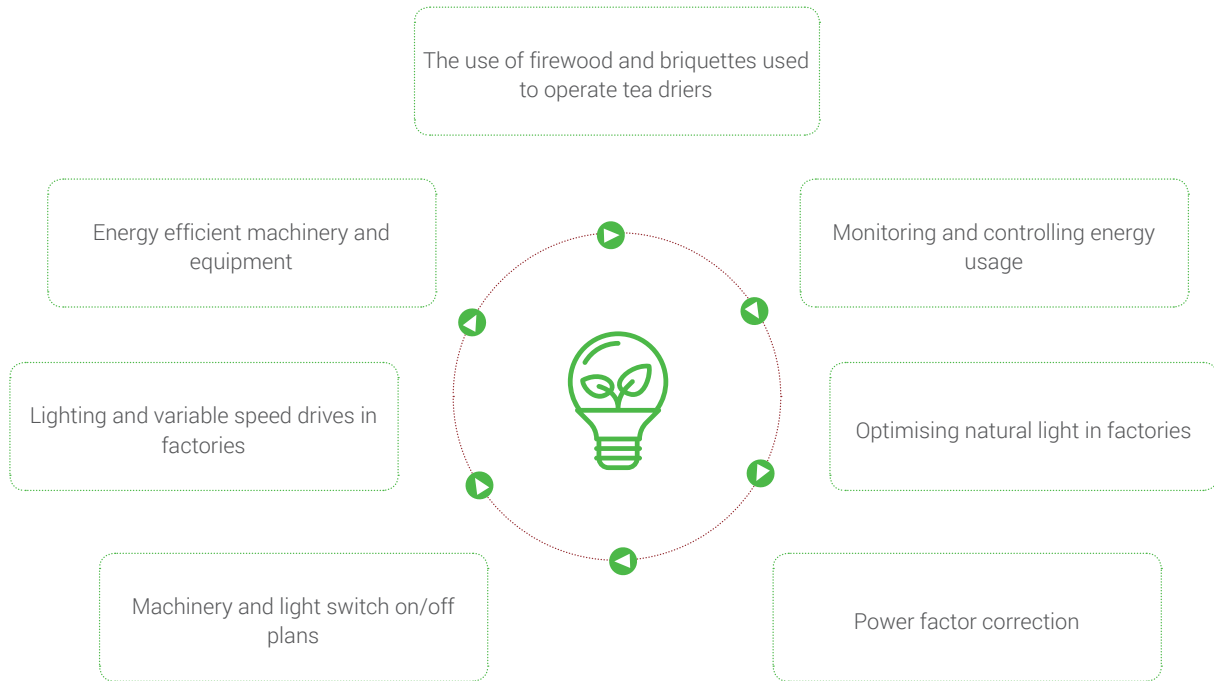 The use of firewood and briquettes used
to operate tea driers
Energy efficient machinery and
equipment
Monitoring and controlling energy
usage
Lighting and variable speed drives in
factories
Optimising natural light in factories
Machinery and light switch on/off
plans
Power factor correction